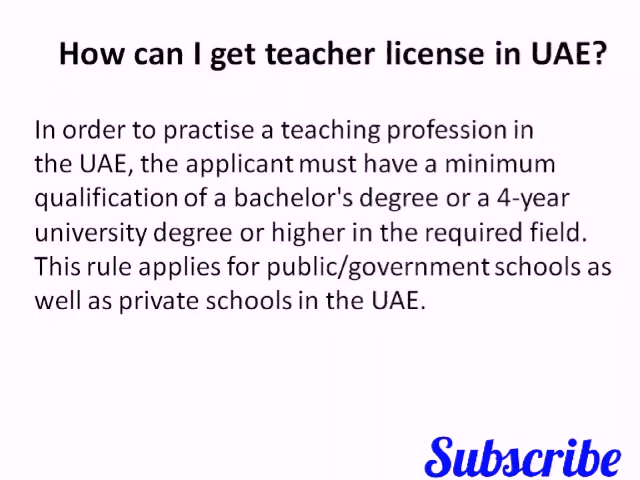 How can I get teacher license in UAE?
In order to practise a teaching profession in
the UAE, the applicant must have a minimum
qualification of a bachelor's degree or a 4-year
university degree or higher in the required field.
This rule applies for public/government schools as
well as private schools in the UAE.
Subscribe